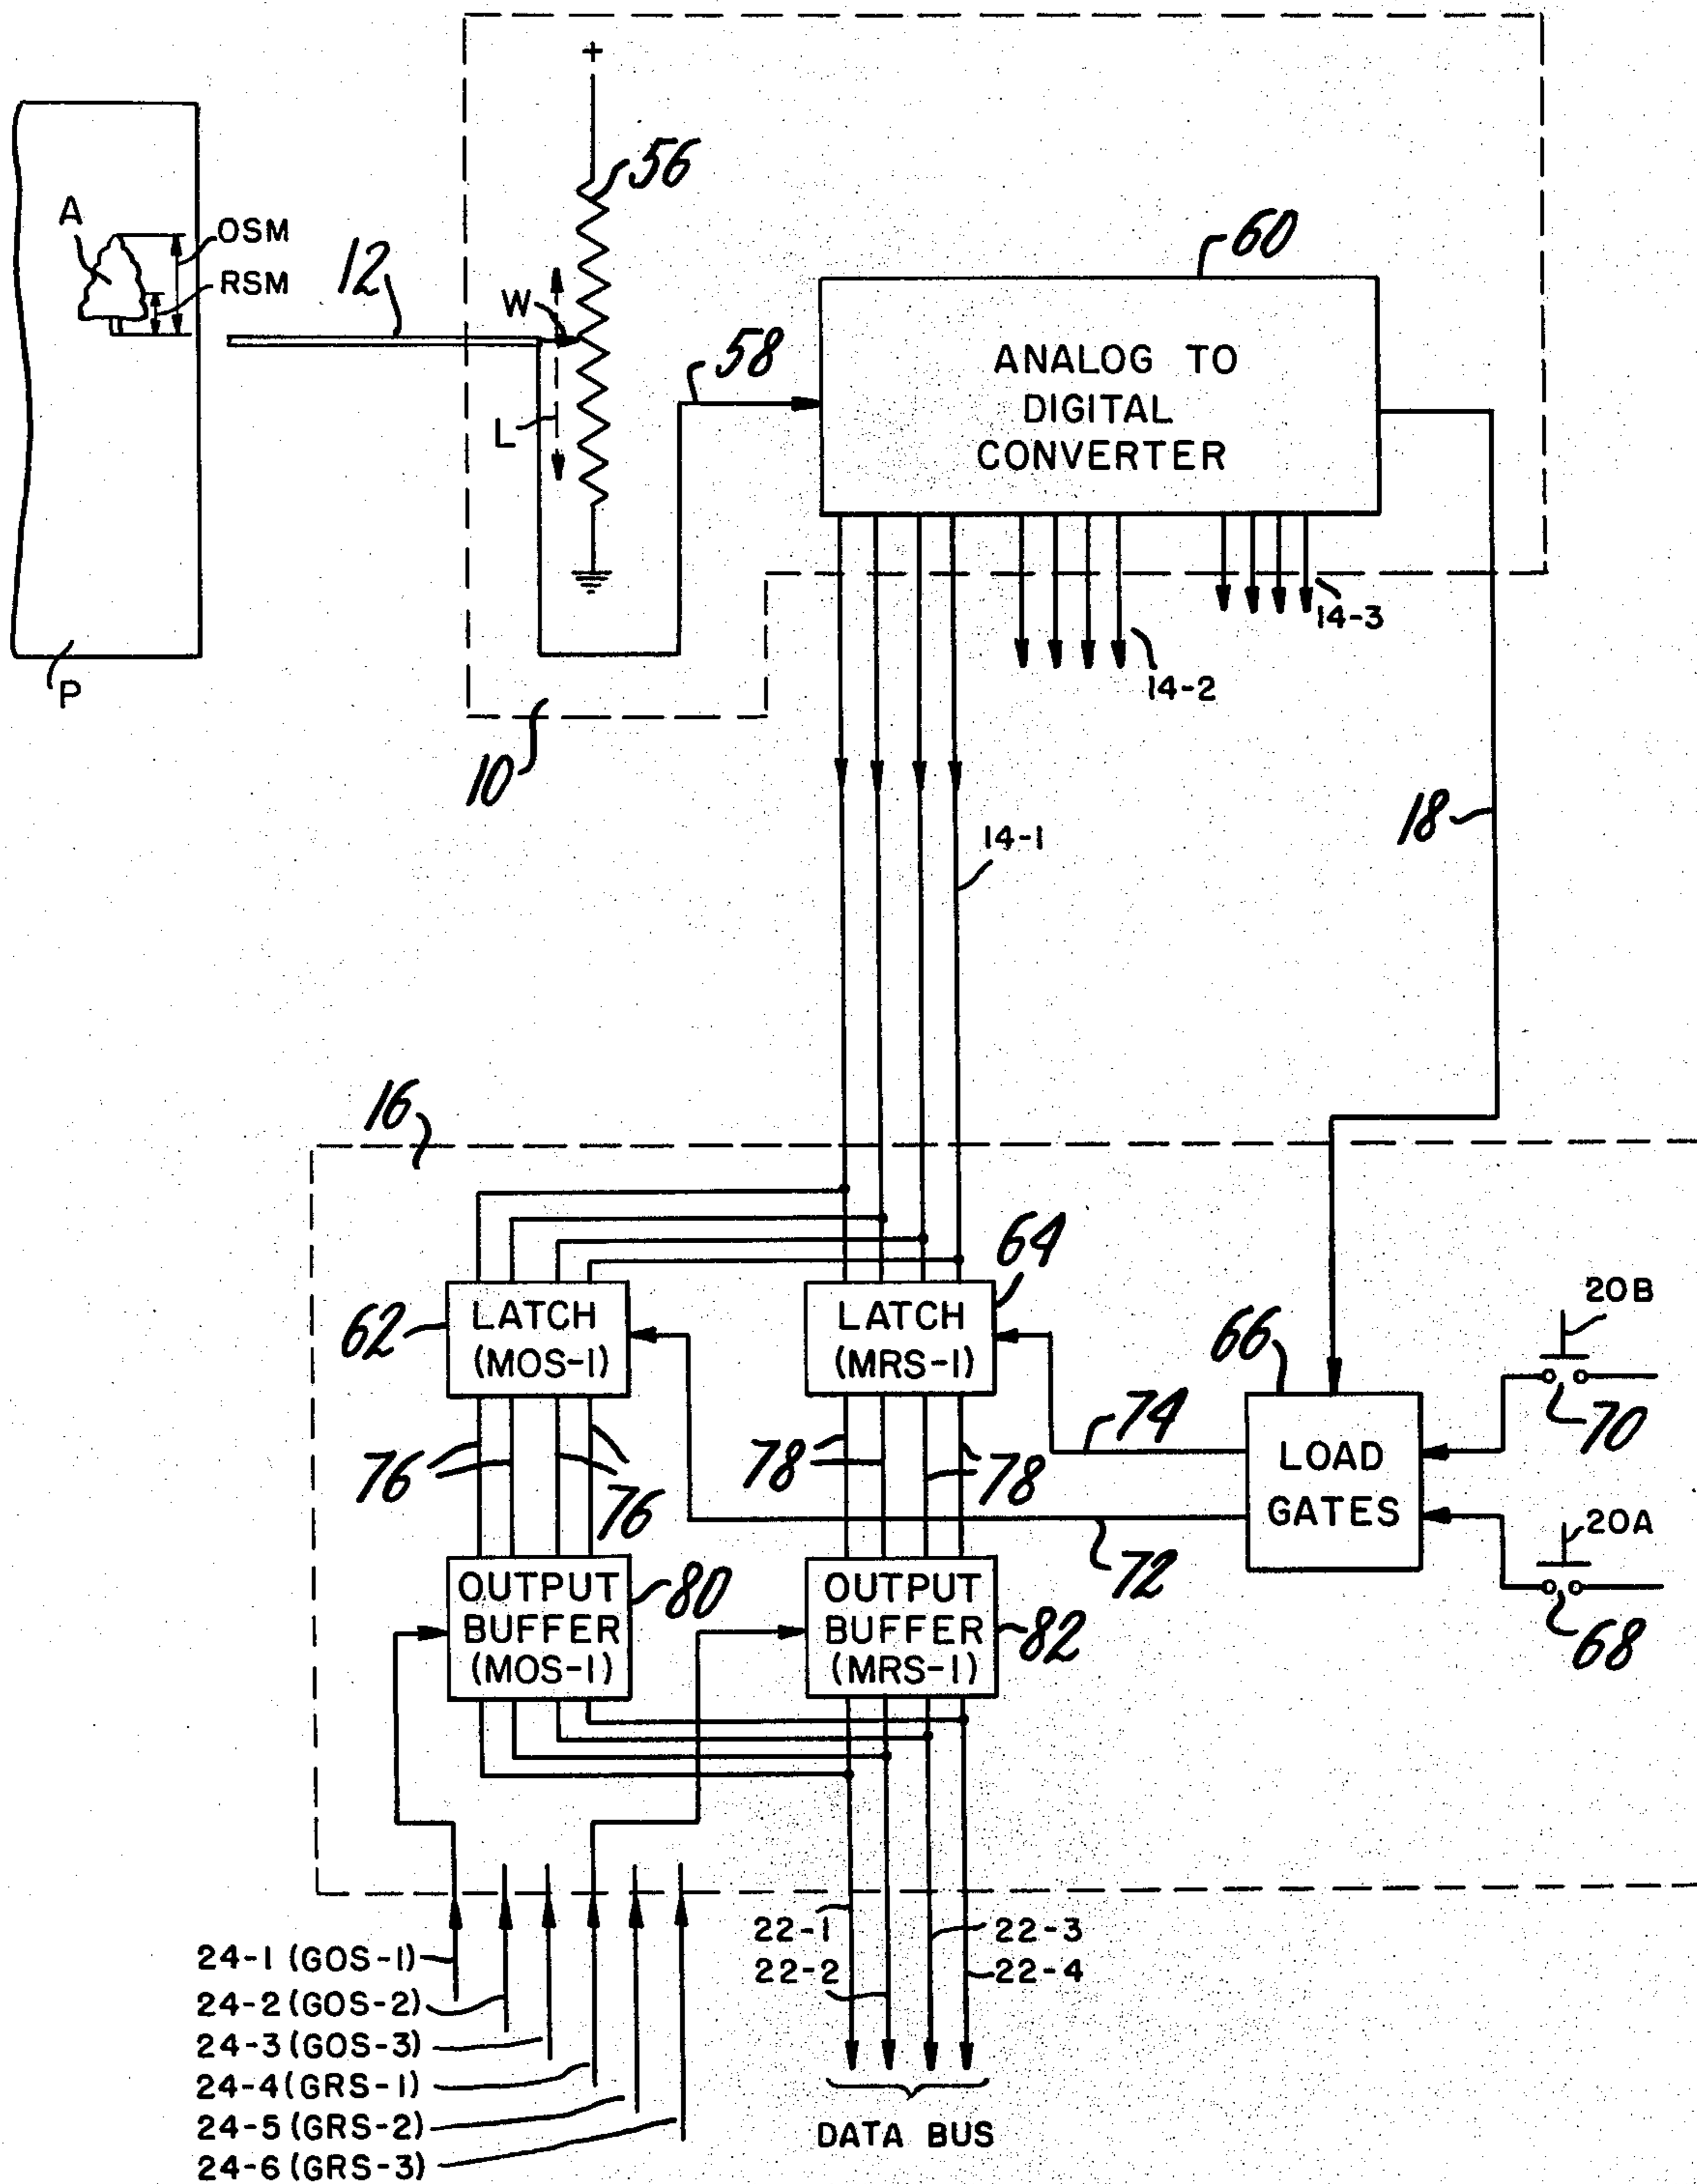 +
56
A
OSM
RSM
12
W
L
58
60
ANALOG TO
DIGITAL
CONVERTER
14-3
14-2
P
10
14-1
18
16
62
LATCH
(MOS-1)
64
LATCH
(MRS-1)
66
LOAD
GATES
20B
70
20A
68
74
72
76
76
78
78
OUTPUT
BUFFER
(MOS-1)
80
OUTPUT
BUFFER
(MRS-1)
82
24-1 (GOS-1)
24-2 (GOS-2)
24-3 (GOS-3)
24-4 (GRS-1)
24-5 (GRS-2)
24-6 (GRS-3)
22-1
22-2
22-3
22-4
DATA BUS